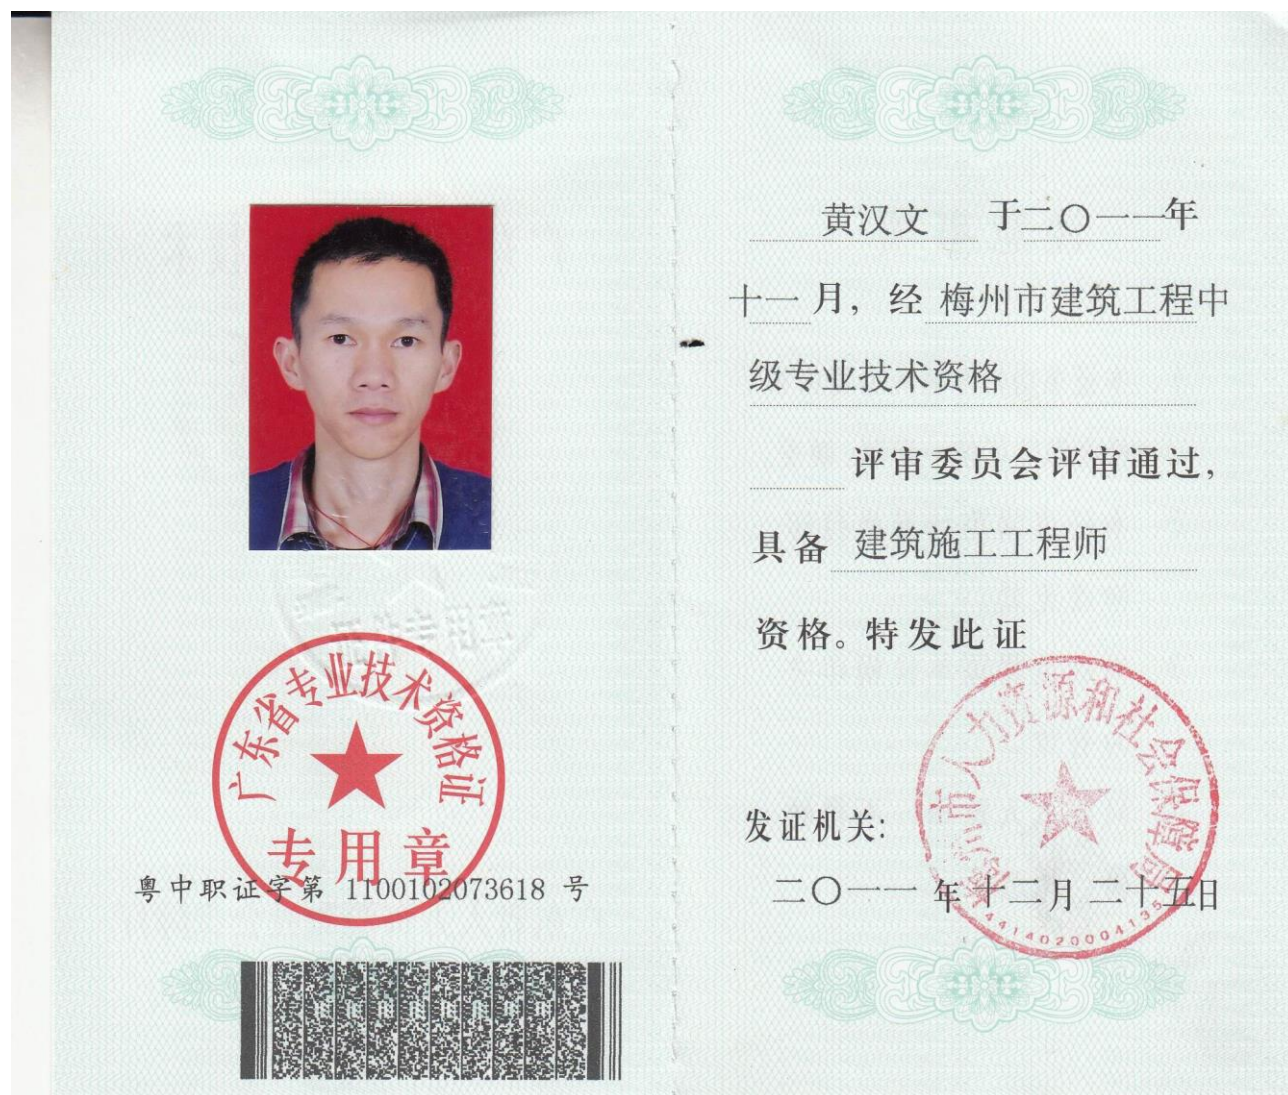 广东省专业技术资格证
专用章
粤中职证字第 1100102073618 号
黄汉文 于二〇一一年
十一月，经 梅州市建筑工程中
级专业技术资格
评审委员会评审通过，
具备 建筑施工工程师
资格。特发此证
梅州市人力资源和社会保障局
发证机关:
二〇一一 年十二月二十五日
4414020004135